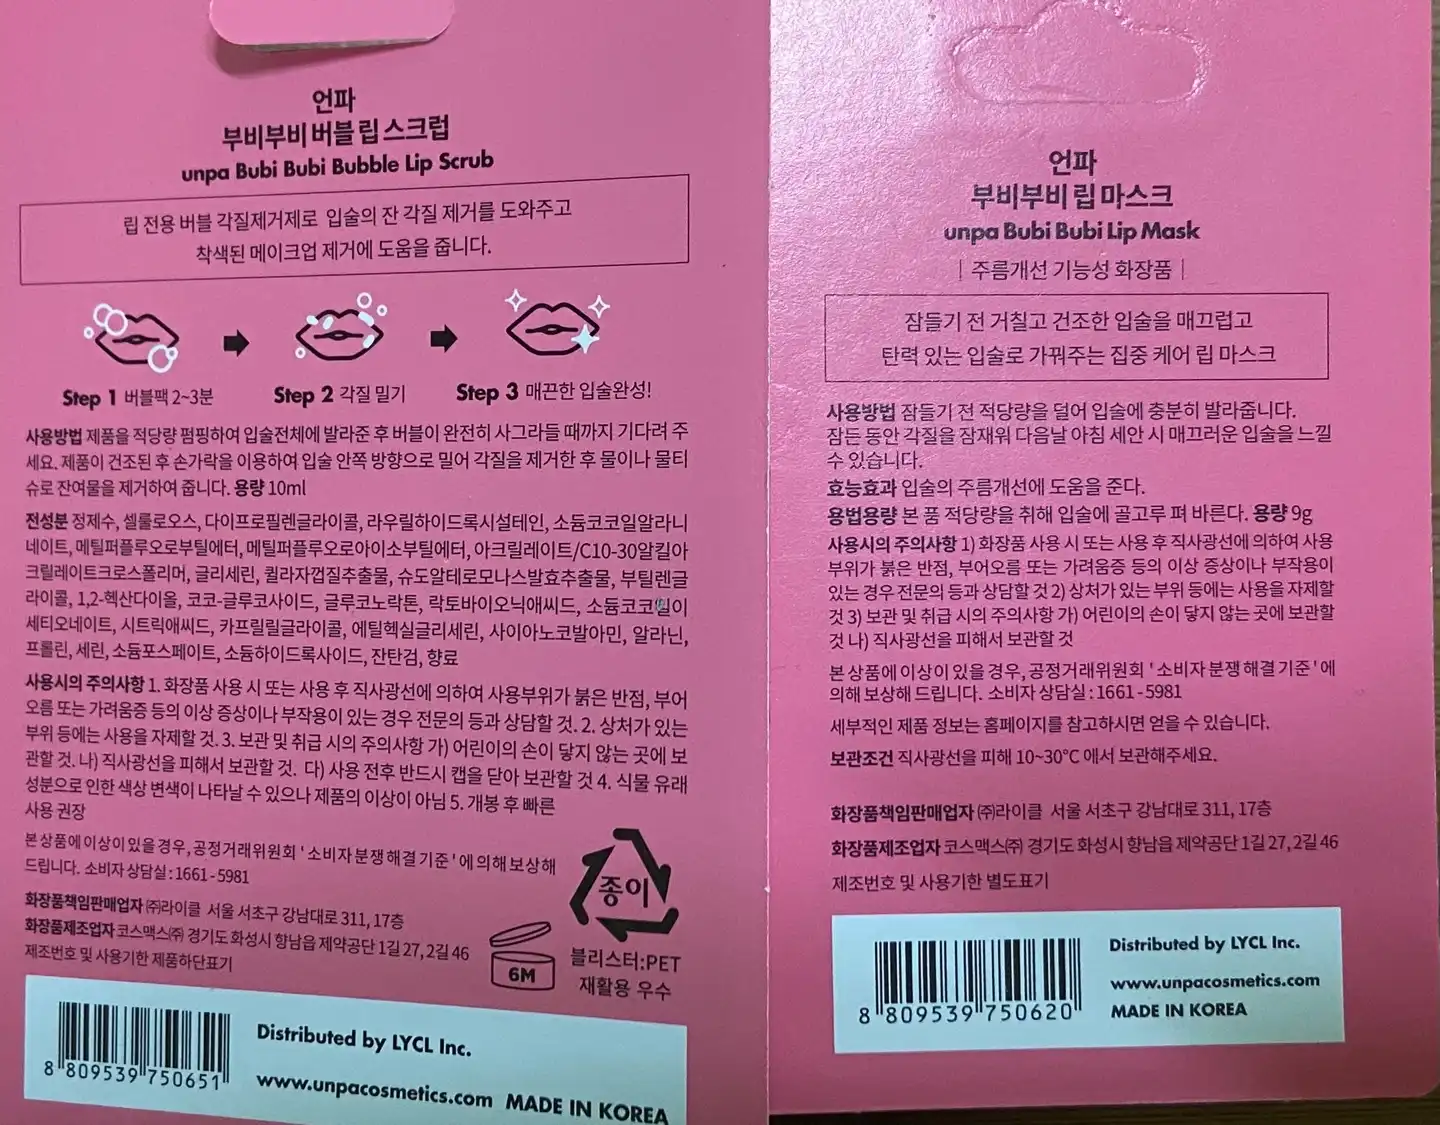 언파
부비부비 버블 립 스크럽
unpa Bubi Bubi Bubble Lip Scrub
립 전용 버블 각질제거제로 입술의 잔 각질 제거를 도와주고
착색된 메이크업 제거에 도움을 줍니다.
Step 1 버블팩 2~3분
Step 2 각질 밀기
Step 3 매끈한 입술완성!
사용방법 제품을 적당량 펌핑하여 입술전체에 발라준 후 버블이 완전히 사그라들 때까지 기다려 주
세요. 제품이 건조된 후 손가락을 이용하여 입술 안쪽 방향으로 밀어 각질을 제거한 후 물이나 물티
슈로 잔여물을 제거하여 줍니다. 용량 10ml
전성분 정제수, 셀룰로오스, 다이프로필렌글라이콜, 라우릴하이드록시설테인, 소듐코코일알라니
네이트, 메틸퍼플루오로부틸에터, 메틸퍼플루오로아이소부틸에터, 아크릴레이트/C10-30알킬아
크릴레이트크로스폴리머, 글리세린, 퀼라자껍질추출물, 슈도알테로모나스발효추출물, 부틸렌글
라이콜, 1,2-헥산다이올, 코코-글루코사이드, 글루코노락톤, 락토바이오닉애씨드, 소듐코코일이
세티오네이트, 시트릭애씨드, 카프릴릴글라이콜, 에틸헥실글리세린, 사이아노코발아민, 알라닌,
프롤린, 세린, 소듐포스페이트, 소듐하이드록사이드, 잔탄검, 향료
사용시의 주의사항 1. 화장품 사용 시 또는 사용 후 직사광선에 의하여 사용부위가 붉은 반점, 부어
오름 또는 가려움증 등의 이상 증상이나 부작용이 있는 경우 전문의 등과 상담할 것. 2. 상처가 있는
부위 등에는 사용을 자제할 것. 3. 보관 및 취급 시의 주의사항 가) 어린이의 손이 닿지 않는 곳에 보
관할 것. 나) 직사광선을 피해서 보관할 것. 다) 사용 전후 반드시 캡을 닫아 보관할 것 4. 식물 유래
성분으로 인한 색상 변색이 나타날 수 있으나 제품의 이상이 아님 5. 개봉 후 빠른
사용 권장
본 상품에 이상이 있을 경우, 공정거래위원회 ' 소비자 분쟁 해결 기준 ' 에 의해 보상해
드립니다. 소비자 상담실 : 1661 - 5981
화장품책임판매업자 ㈜라이클 서울 서초구 강남대로 311, 17층
화장품제조업자 코스맥스㈜ 경기도 화성시 향남읍 제약공단 1길 27, 2길 46
제조번호 및 사용기한 제품하단표기
종이
블리스터:PET
재활용 우수
6M
8 809539 750651
Distributed by LYCL Inc.
www.unpacosmetics.com MADE IN KOREA
언파
부비부비 립 마스크
unpa Bubi Bubi Lip Mask
| 주름개선 기능성 화장품 |
잠들기 전 거칠고 건조한 입술을 매끄럽고
탄력 있는 입술로 가꿔주는 집중 케어 립 마스크
사용방법 잠들기 전 적당량을 덜어 입술에 충분히 발라줍니다.
잠든 동안 각질을 잠재워 다음날 아침 세안 시 매끄러운 입술을 느낄
수 있습니다.
효능효과 입술의 주름개선에 도움을 준다.
용법용량 본 품 적당량을 취해 입술에 골고루 펴 바른다. 용량 9g
사용시의 주의사항 1) 화장품 사용 시 또는 사용 후 직사광선에 의하여 사용
부위가 붉은 반점, 부어오름 또는 가려움증 등의 이상 증상이나 부작용이
있는 경우 전문의 등과 상담할 것 2) 상처가 있는 부위 등에는 사용을 자제할
것 3) 보관 및 취급 시의 주의사항 가) 어린이의 손이 닿지 않는 곳에 보관할
것 나) 직사광선을 피해서 보관할 것
본 상품에 이상이 있을 경우, 공정거래위원회 ' 소비자 분쟁 해결 기준 ' 에
의해 보상해 드립니다. 소비자 상담실 : 1661 - 5981
세부적인 제품 정보는 홈페이지를 참고하시면 얻을 수 있습니다.
보관조건 직사광선을 피해 10~30℃ 에서 보관해주세요.
화장품책임판매업자 ㈜라이클 서울 서초구 강남대로 311, 17층
화장품제조업자 코스맥스㈜ 경기도 화성시 향남읍 제약공단 1길 27, 2길 46
제조번호 및 사용기한 별도표기
8 809539 750620
Distributed by LYCL Inc.
www.unpacosmetics.com
MADE IN KOREA